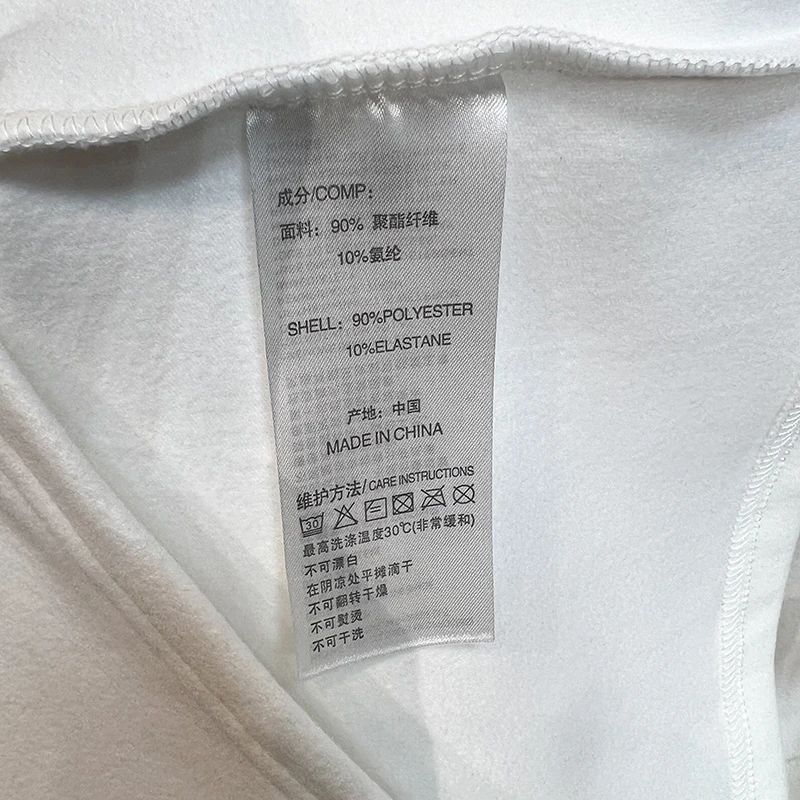 成分/COMP：
面料：90% 聚酯纤维
10%氨纶
SHELL：90%POLYESTER
10%ELASTANE
产地：中国
MADE IN CHINA
维护方法/ CARE INSTRUCTIONS
30
最高洗涤温度30℃(非常缓和)
不可漂白
在阴凉处平摊滴干
不可翻转干燥
不可熨烫
不可干洗